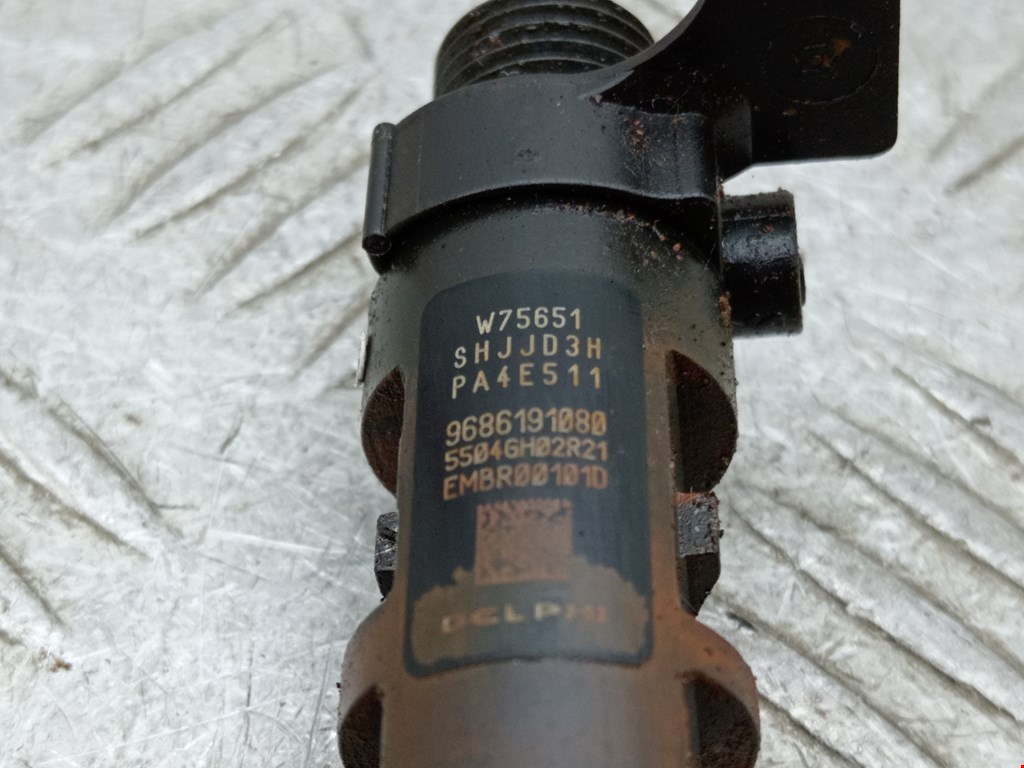 W75651
SHJJD3H
PA4E511
9686191080
5504GH02R21
EMBR00101D
DELPHI